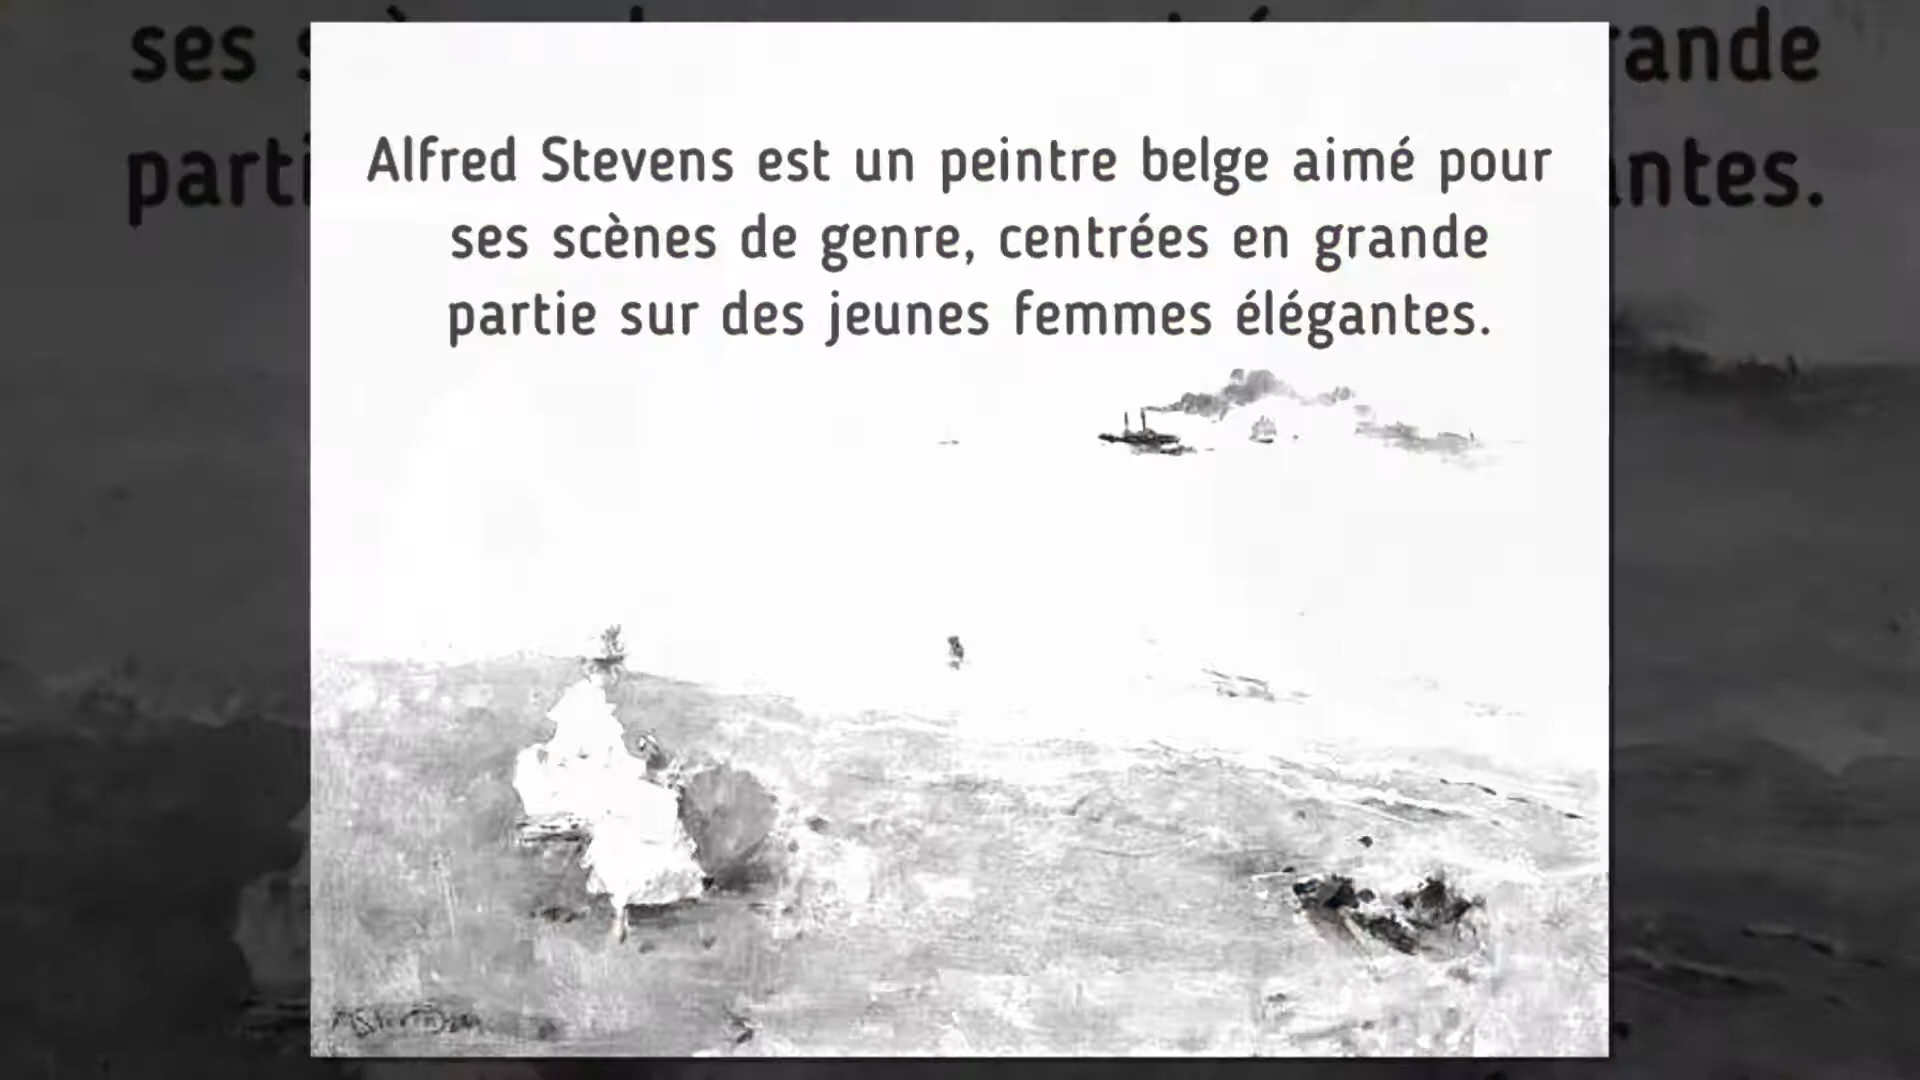 Alfred Stevens est un peintre belge aimé pour
ses scènes de genre, centrées en grande
partie sur des jeunes femmes élégantes.